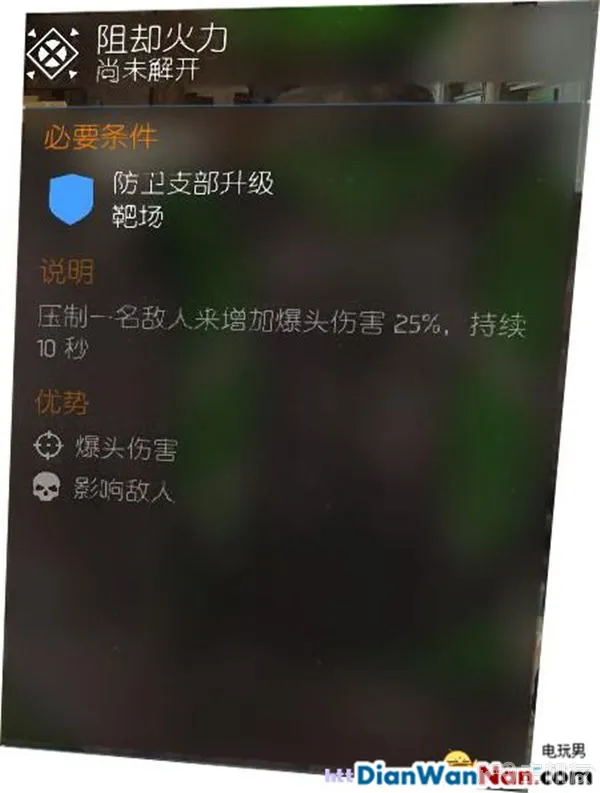 阻却火力
尚未解开
必要条件
防卫支部升级
靶场
说明
压制一名敌人来增加爆头伤害 25%，持续
10 秒
优势
爆头伤害
影响敌人
电玩男
DianWanNan.com